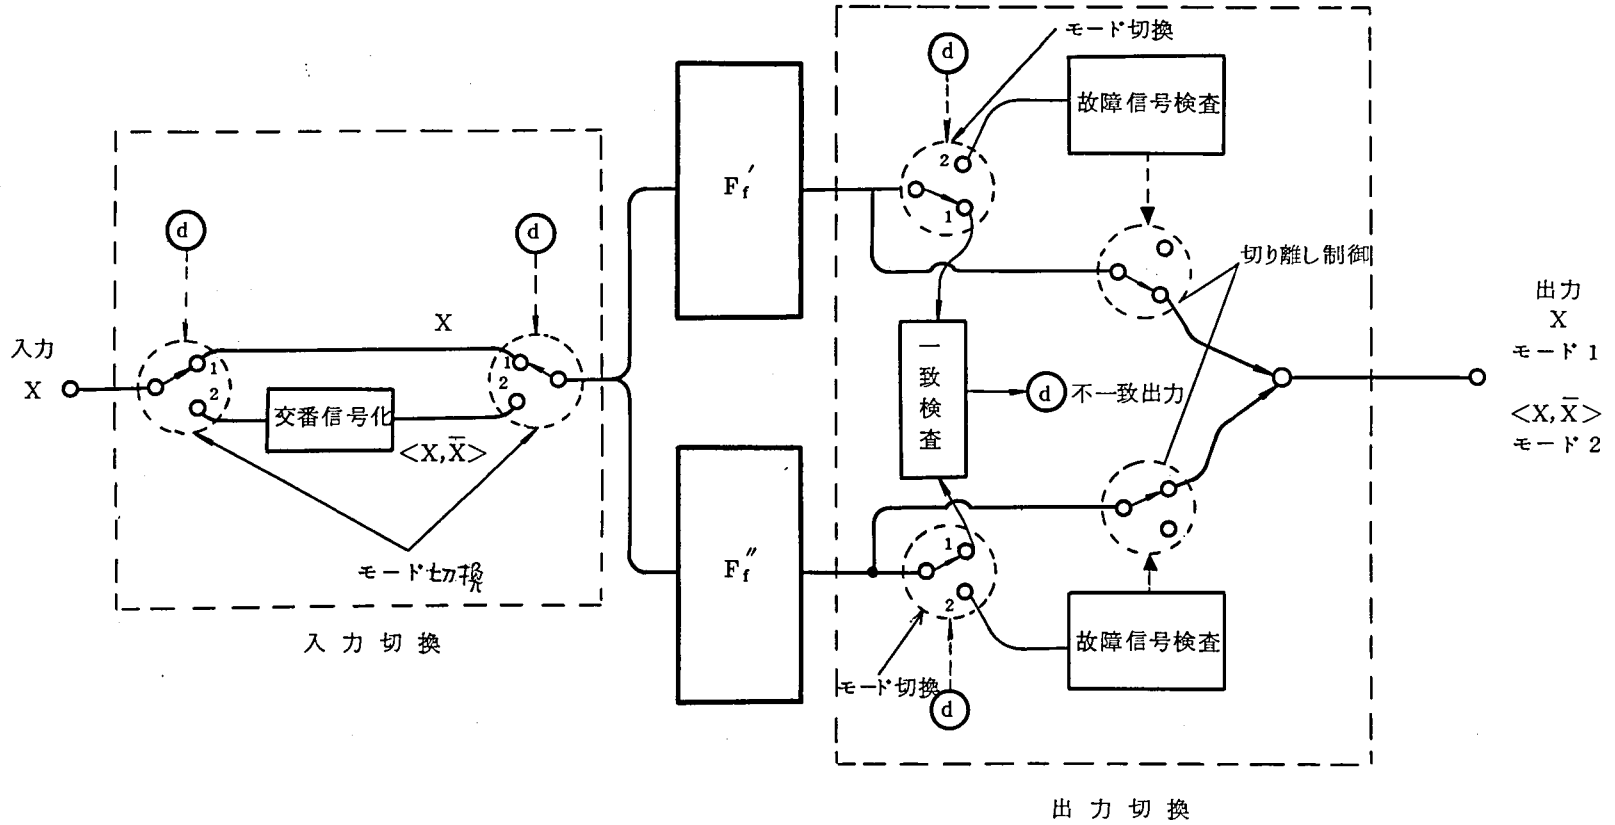 入力
X
d
1
2
X
交番信号化
<X, X̄>
d
1
2
モード切換
入力切換
Ff′
Ff″
d
モード切換
2
1
故障信号検査
切り離し制御
一致検査
d 不一致出力
1
2
モード切換
d
故障信号検査
出力切換
出力
X
モード 1
<X, X̄>
モード 2